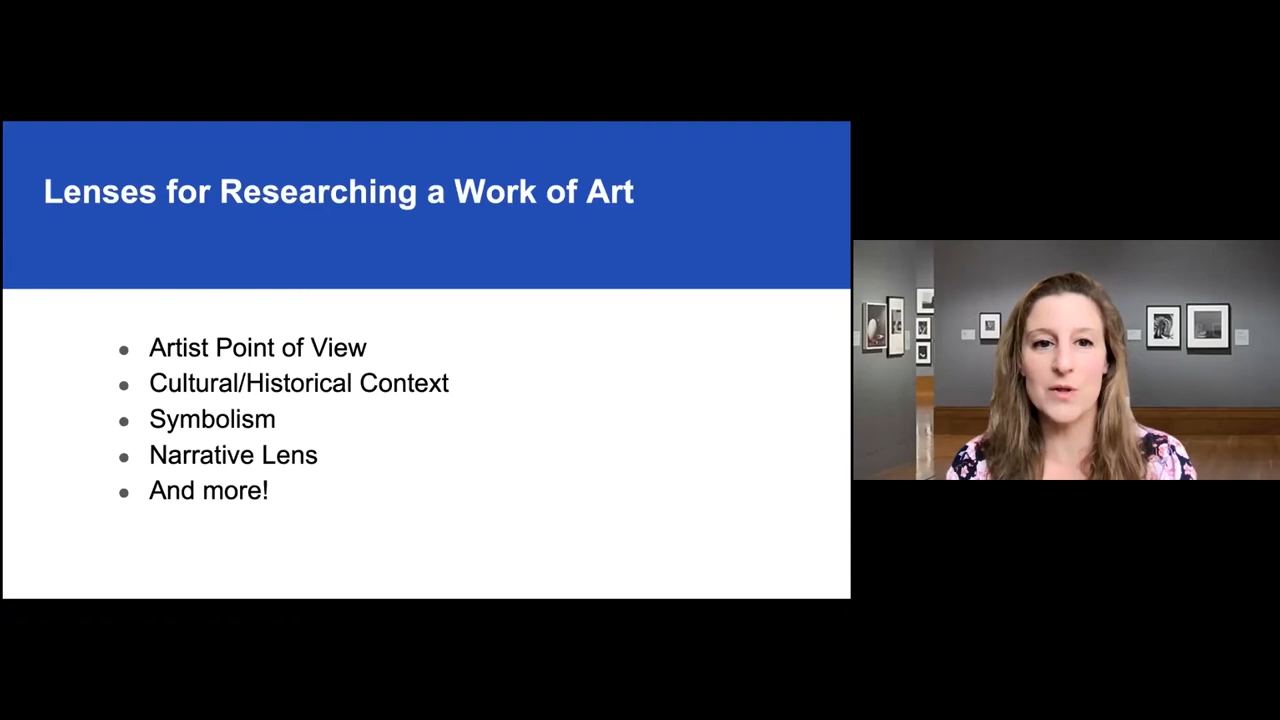 Lenses for Researching a Work of Art
Artist Point of View
Cultural/Historical Context
Symbolism
Narrative Lens
And more!